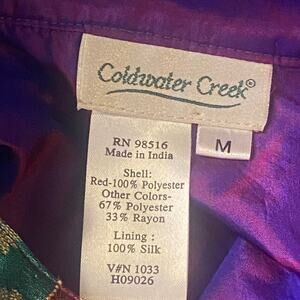 Coldwater Creek®
M
RN 98516
Made in India
Shell:
Red-100% Polyester
Other Colors-
67% Polyester
33% Rayon
Lining :
100% Silk
V#N 1033
H09026